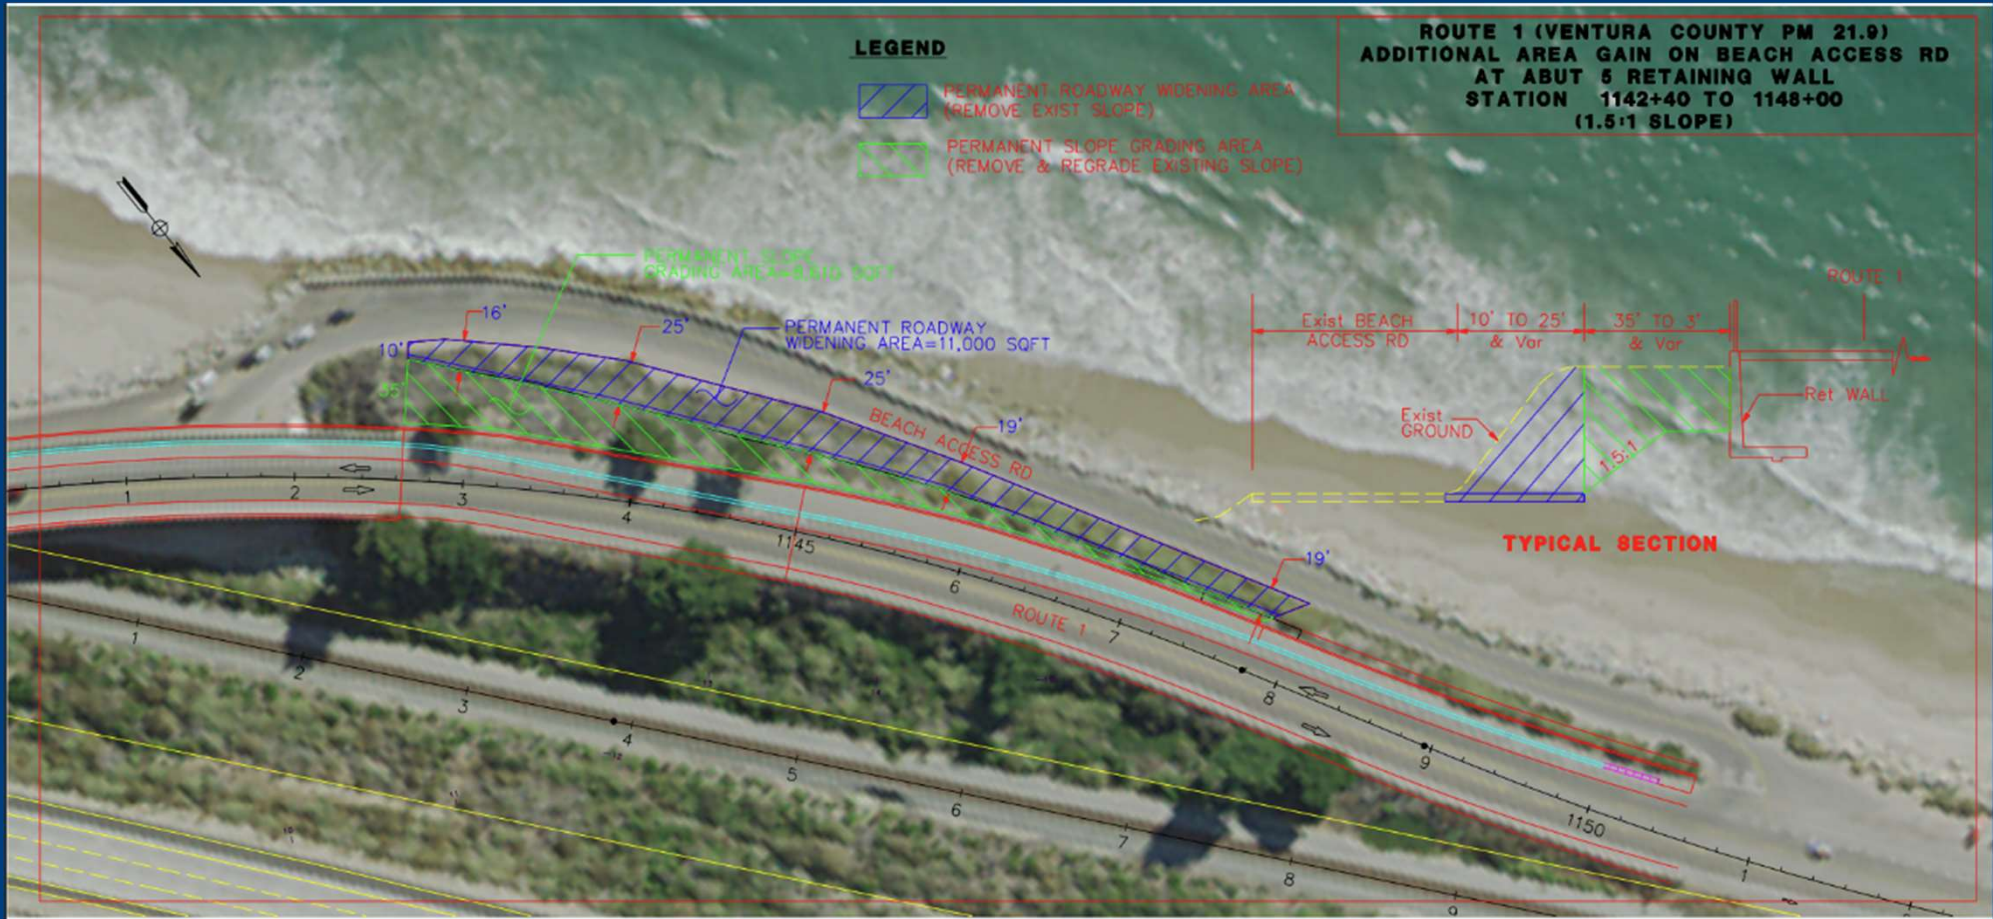 LEGEND
PERMANENT ROADWAY WIDENING AREA
(REMOVE EXIST SLOPE)
PERMANENT SLOPE GRADING AREA
(REMOVE & REGRADE EXISTING SLOPE)
ROUTE 1 (VENTURA COUNTY PM 21.9)
ADDITIONAL AREA GAIN ON BEACH ACCESS RD
AT ABUT 5 RETAINING WALL
STATION 1142+40 TO 1148+00
(1.5:1 SLOPE)
PERMANENT SLOPE
GRADING AREA
SQFT
16'
25'
PERMANENT ROADWAY
WIDENING AREA=11,000 SQFT
10'
25'
BEACH ACCESS RD
19'
19'
ROUTE 1
Exist BEACH
ACCESS RD
10' TO 25'
& Var
35' TO 3'
& Var
Ret WALL
Exist
GROUND
1.5:1
TYPICAL SECTION
1
2
3
4
1145
6
7
8
9
1150
1
ROUTE 1
1
2
3
4
5
6
7
8
9